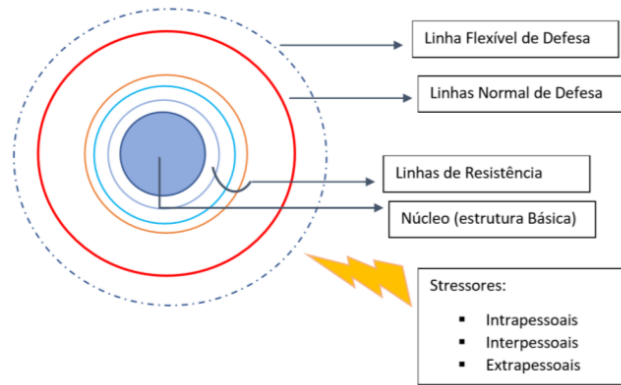 Linha Flexível de Defesa
Linhas Normal de Defesa
Linhas de Resistência
Núcleo (estrutura Básica)
Stressores:
▪ Intrapessoais
▪ Interpessoais
▪ Extrapessoais